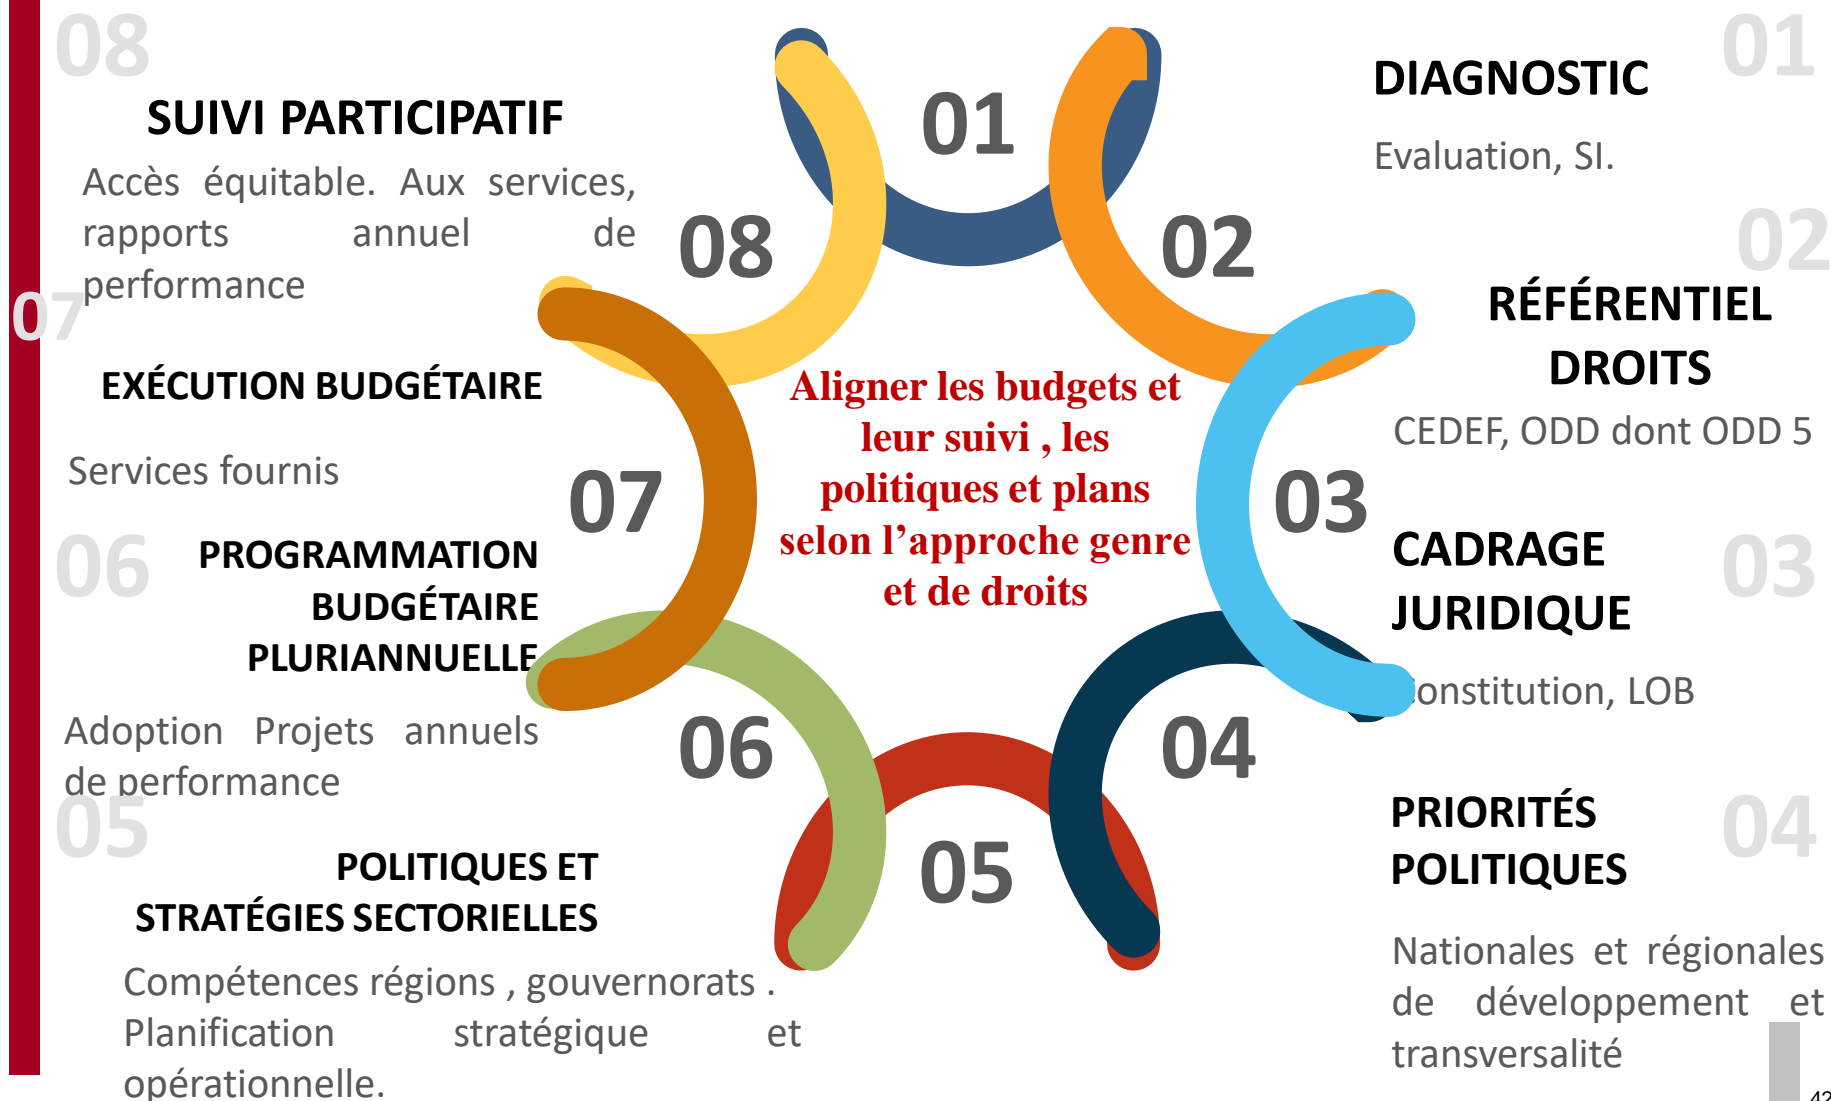 01
DIAGNOSTIC
Evaluation, SI.
02
RÉFÉRENTIEL
DROITS
CEDEF, ODD dont ODD 5
03
CADRAGE
JURIDIQUE
Constitution, LOB
04
PRIORITÉS
POLITIQUES
Nationales et régionales
de développement et
transversalité
05
POLITIQUES ET
STRATÉGIES SECTORIELLES
Compétences régions , gouvernorats .
Planification stratégique et
opérationnelle.
06
PROGRAMMATION
BUDGÉTAIRE
PLURIANNUELLE
Adoption Projets annuels
de performance
07
EXÉCUTION BUDGÉTAIRE
Services fournis
08
SUIVI PARTICIPATIF
Accès équitable. Aux services,
rapports annuel de
performance
01
02
03
04
05
06
07
08
Aligner les budgets et
leur suivi , les
politiques et plans
selon l’approche genre
et de droits
42